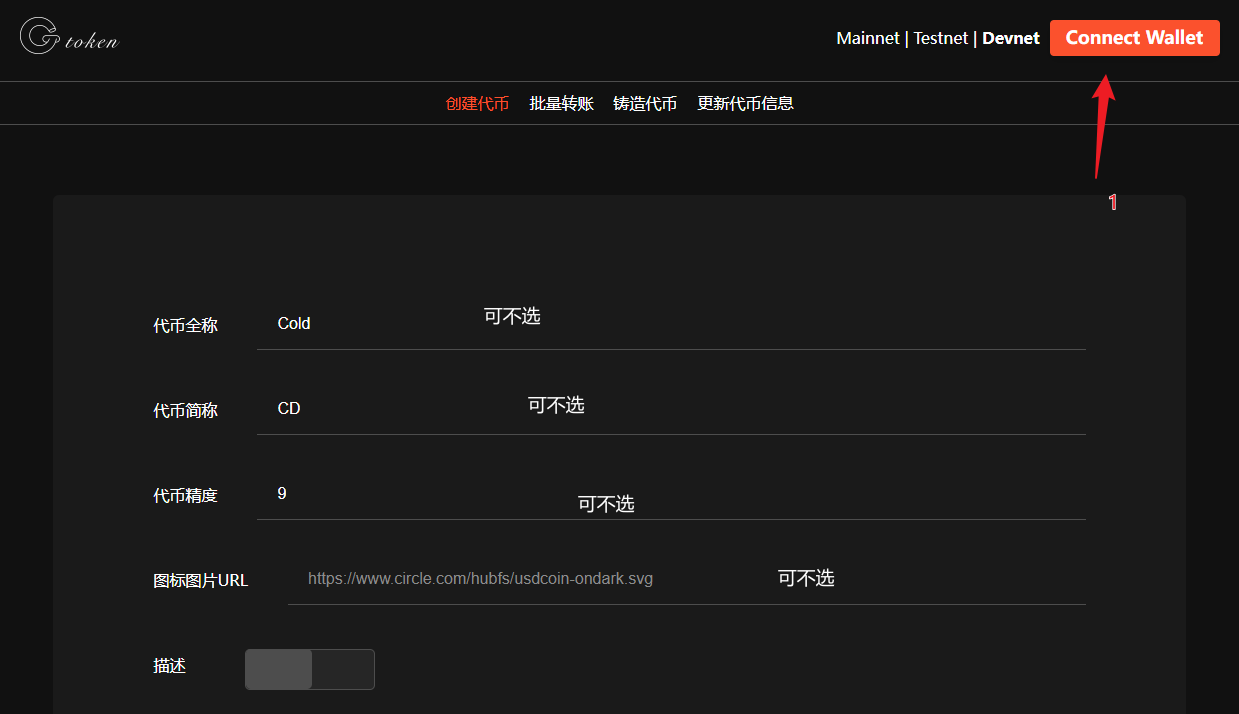 G token
Mainnet | Testnet | Devnet Connect Wallet
创建代币 批量转账 铸造代币 更新代币信息
1
代币全称 Cold 可不选
代币简称 CD 可不选
代币精度 9 可不选
图标图片URL https://www.circle.com/hubfs/usdcoin-ondark.svg 可不选
描述